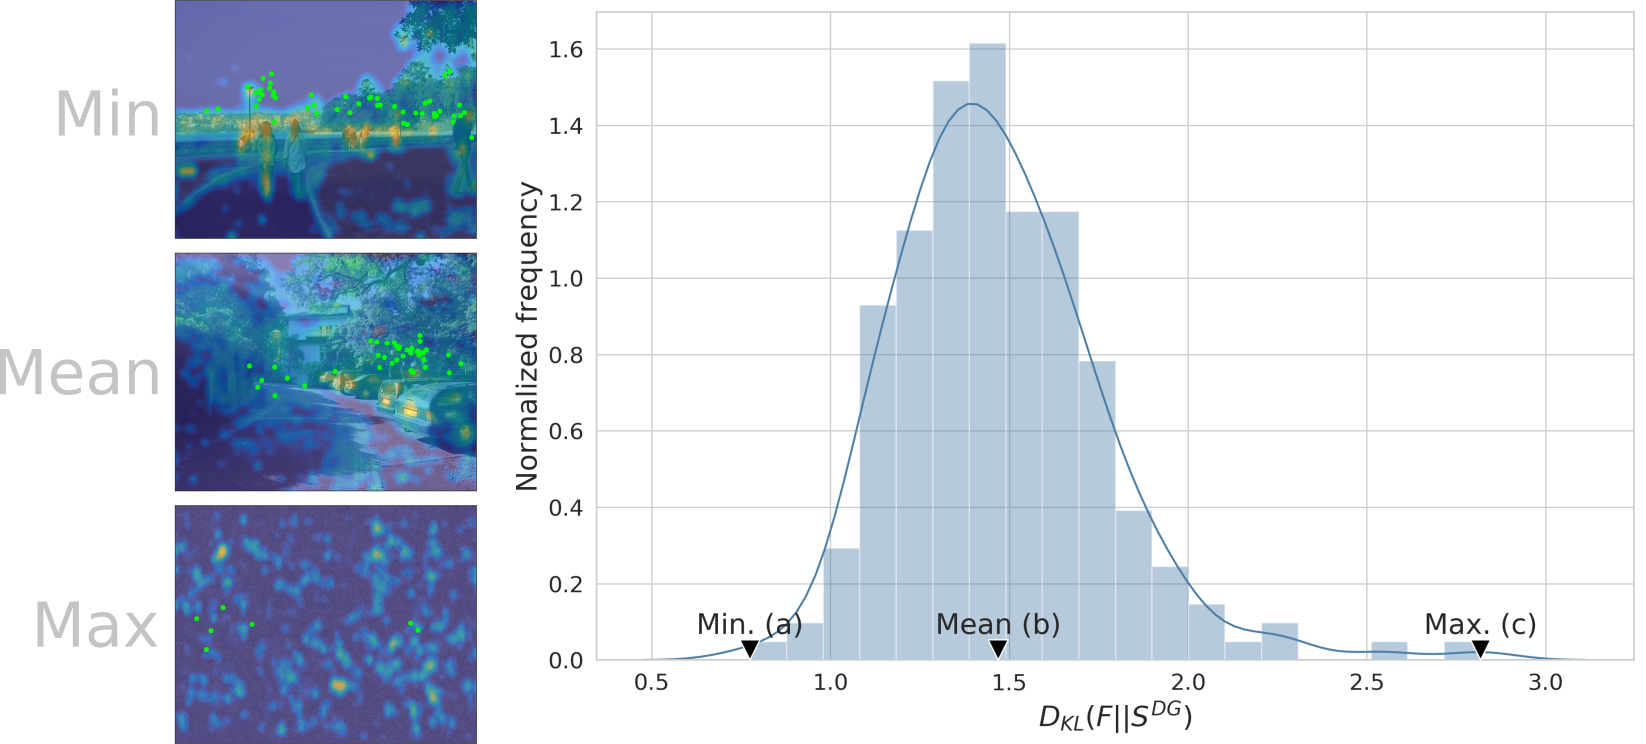 Min
Mean
Max
Normalized frequency
1.6
1.4
1.2
1.0
0.8
0.6
0.4
0.2
0.0
Min. (a)
Mean (b)
Max. (c)
0.5 1.0 1.5 2.0 2.5 3.0
D_{KL}(F||S^{DG})